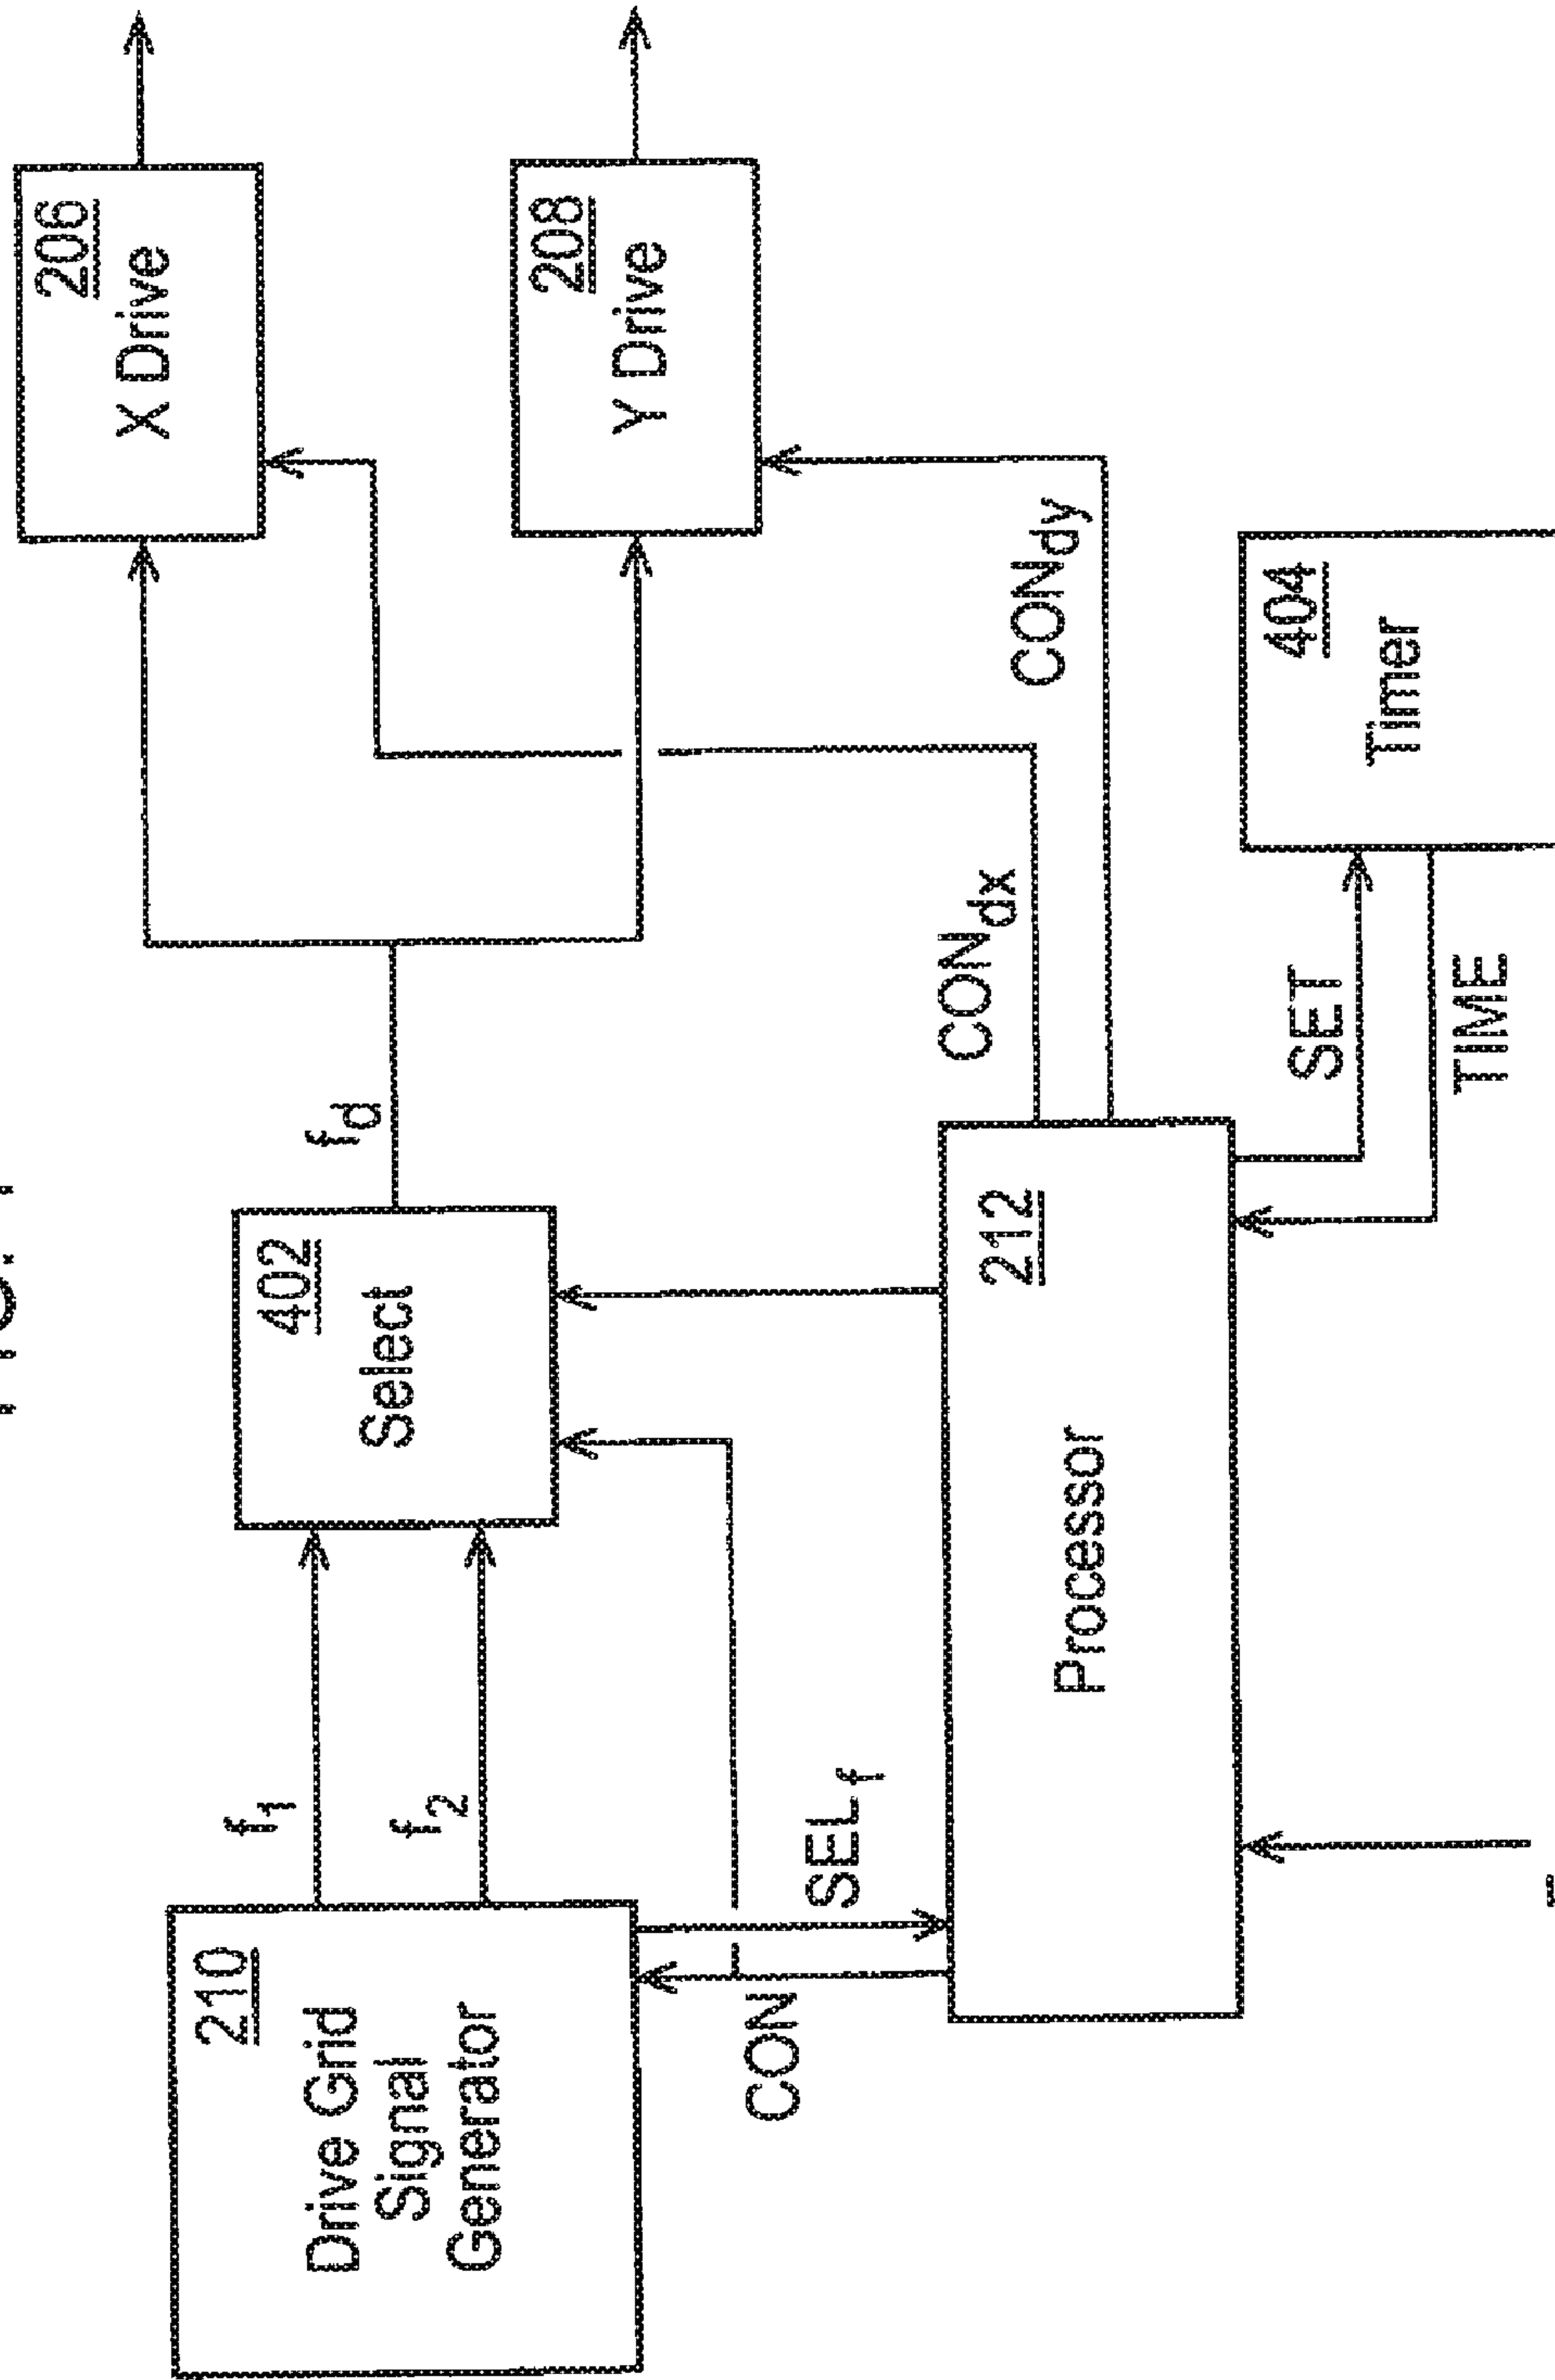 206
X Drive
208
Y Drive
f1
f2
fd
402
Select
210
Drive Grid
Signal
Generator
CON
SELf
CONdx
CONdy
212
Processor
SET
TIME
404
Timer